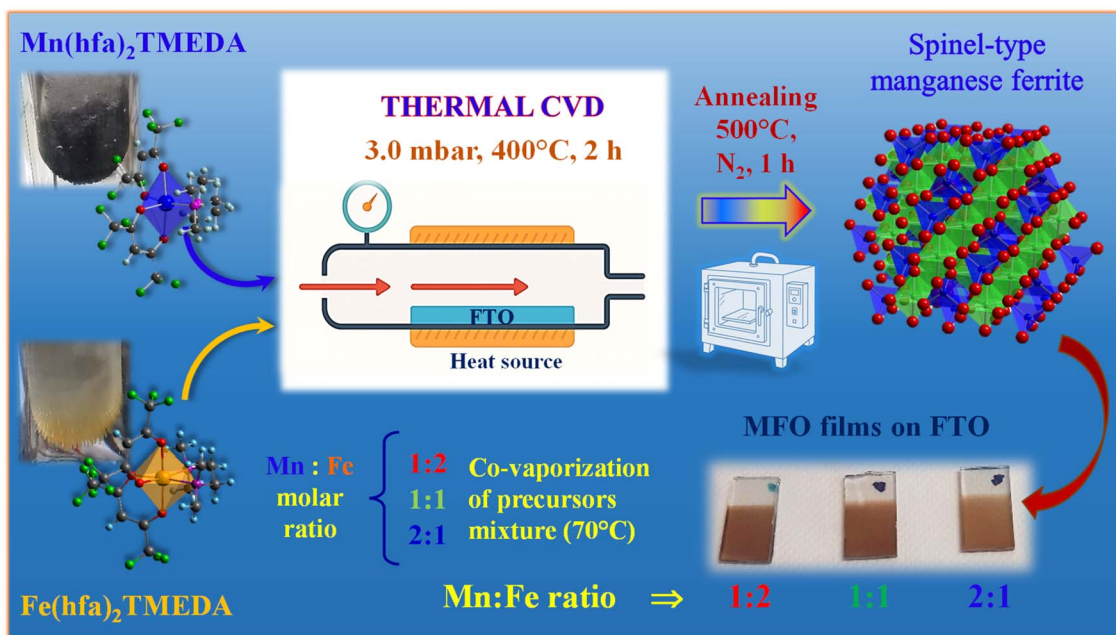 Mn(hfa)₂TMEDA
THERMAL CVD
3.0 mbar, 400°C, 2 h
FTO
Heat source
Annealing
500°C,
N₂, 1 h
Spinel-type
manganese ferrite
Fe(hfa)₂TMEDA
Mn : Fe
molar
ratio
1:2
1:1
2:1
Co-vaporization
of precursors
mixture (70°C)
MFO films on FTO
Mn:Fe ratio ⇒ 1:2 1:1 2:1